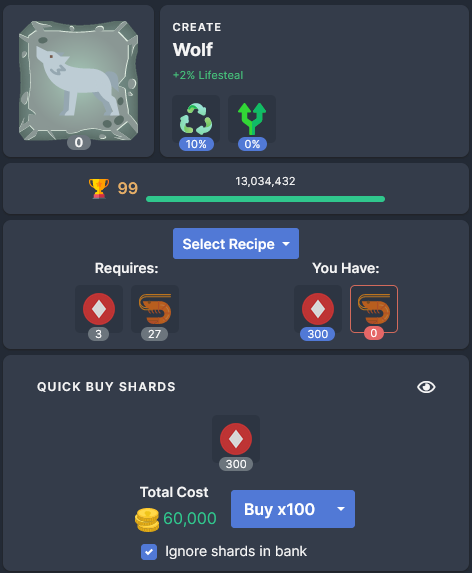 0
CREATE
Wolf
+2% Lifesteal
10%
0%
99
13,034,432
Select Recipe
Requires:
You Have:
3
27
300
0
QUICK BUY SHARDS
300
Total Cost
60,000
Buy x100
Ignore shards in bank